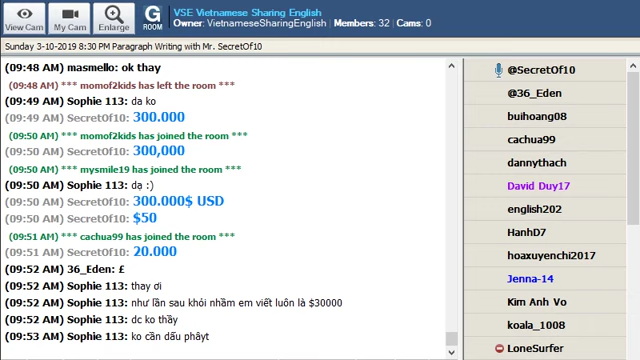 View Cam
My Cam
Enlarge
G
ROOM
VSE Vietnamese Sharing English
Owner: VietnameseSharingEnglish | Members: 32 | Cams: 0
Sunday 3-10-2019 8:30 PM Paragraph Writing with Mr. SecretOf10
(09:48 AM) masmello: ok thay
(09:48 AM) *** momof2kids has left the room ***
(09:49 AM) Sophie 113: da ko
(09:49 AM) SecretOf10: 300.000
(09:50 AM) *** momof2kids has joined the room ***
(09:50 AM) SecretOf10: 300,000
(09:50 AM) *** mysmile19 has joined the room ***
(09:50 AM) Sophie 113: dạ :)
(09:50 AM) SecretOf10: 300.000$ USD
(09:50 AM) SecretOf10: $50
(09:51 AM) *** cachua99 has joined the room ***
(09:51 AM) SecretOf10: 20.000
(09:52 AM) 36_Eden: £
(09:52 AM) Sophie 113: thay ơi
(09:52 AM) Sophie 113: như lần sau khỏi nhầm em viết luôn là $30000
(09:52 AM) Sophie 113: dc ko thầy
(09:53 AM) Sophie 113: ko cần dấu phâyt
@SecretOf10
@36_Eden
buihoang08
cachua99
dannythach
David Duy17
english202
HanhD7
hoaxuyenchi2017
Jenna-14
Kim Anh Vo
koala_1008
LoneSurfer